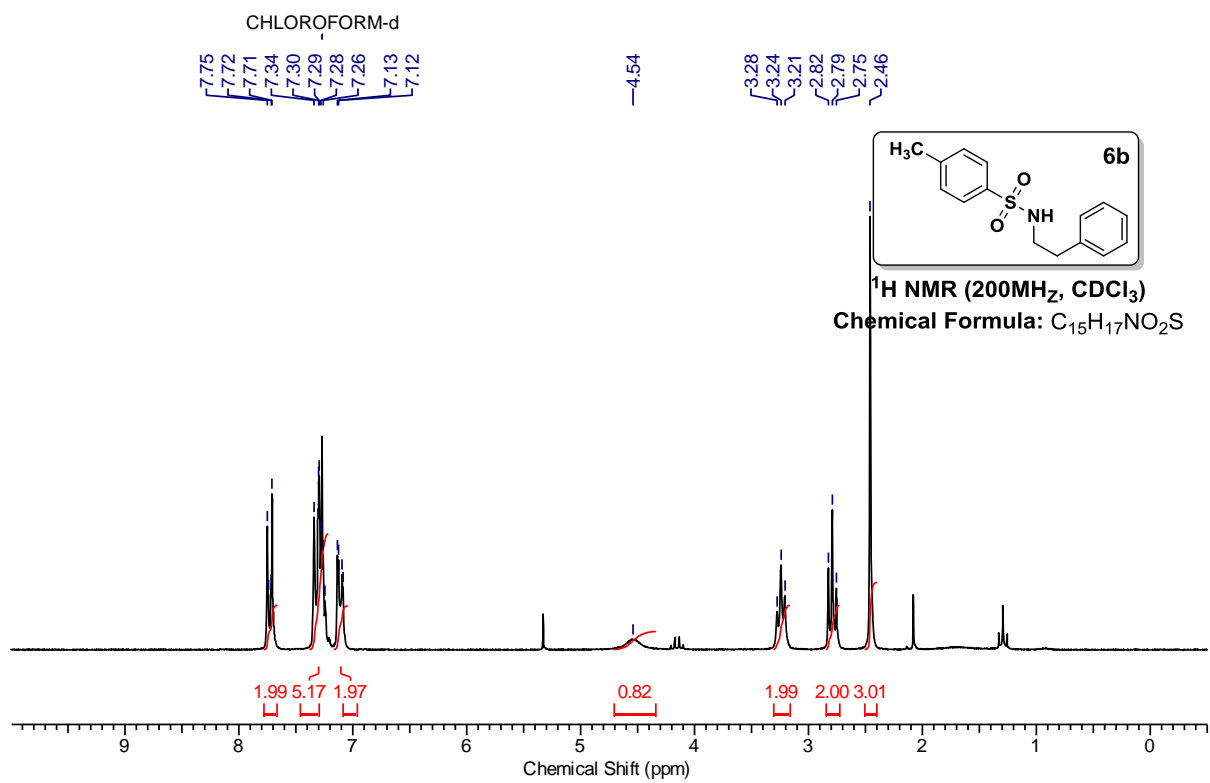 CHLOROFORM-d
7.75 7.72 7.71 7.34 7.30 7.29 7.28 7.26 7.13 7.12 4.54 3.28 3.24 3.21 2.82 2.79 2.75 2.46
6b
H₃C
O
S
NH
O
¹H NMR (200MHZ, CDCl₃)
Chemical Formula: C₁₅H₁₇NO₂S
1.99 5.17 1.97 0.82 1.99 2.00 3.01
9 8 7 6 5 4 3 2 1 0
Chemical Shift (ppm)